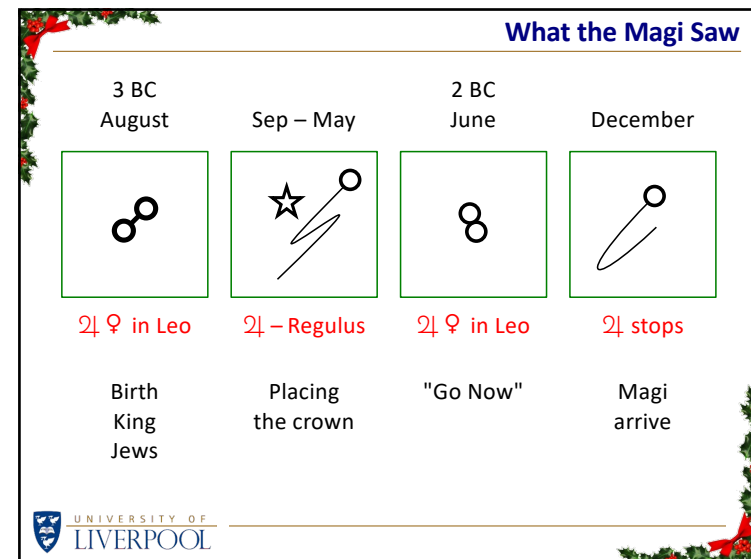 What the Magi Saw
3 BC
August
Sep – May
2 BC
June
December
♃ ♀ in Leo
♃ – Regulus
♃ ♀ in Leo
♃ stops
Birth
King
Jews
Placing
the crown
"Go Now"
Magi
arrive
UNIVERSITY OF
LIVERPOOL